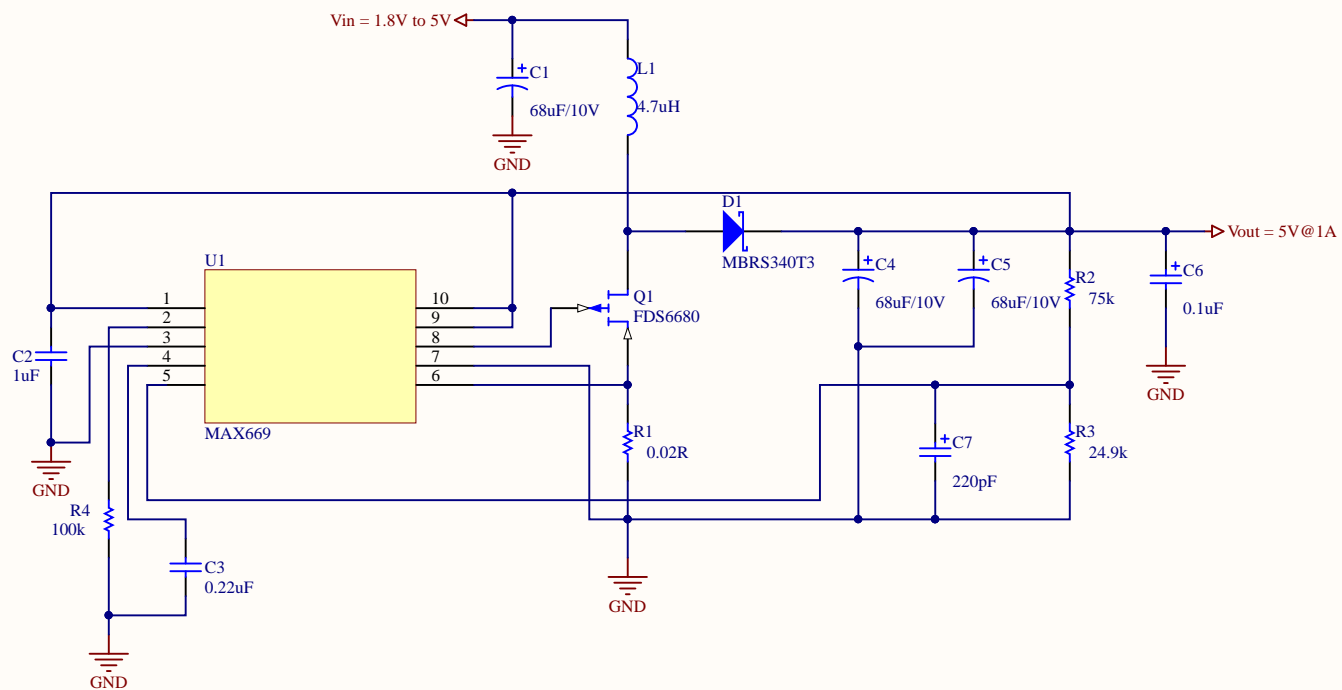 Vin = 1.8V to 5V
+
C1
68uF/10V
GND
L1
4.7uH
D1
MBRS340T3
Vout = 5V@1A
U1
1
2
3
4
5
10
9
8
7
6
MAX669
Q1
FDS6680
+
C4
68uF/10V
+
C5
68uF/10V
R2
75k
+
C6
0.1uF
GND
C2
1uF
GND
R1
0.02R
+
C7
220pF
R3
24.9k
R4
100k
C3
0.22uF
GND
GND